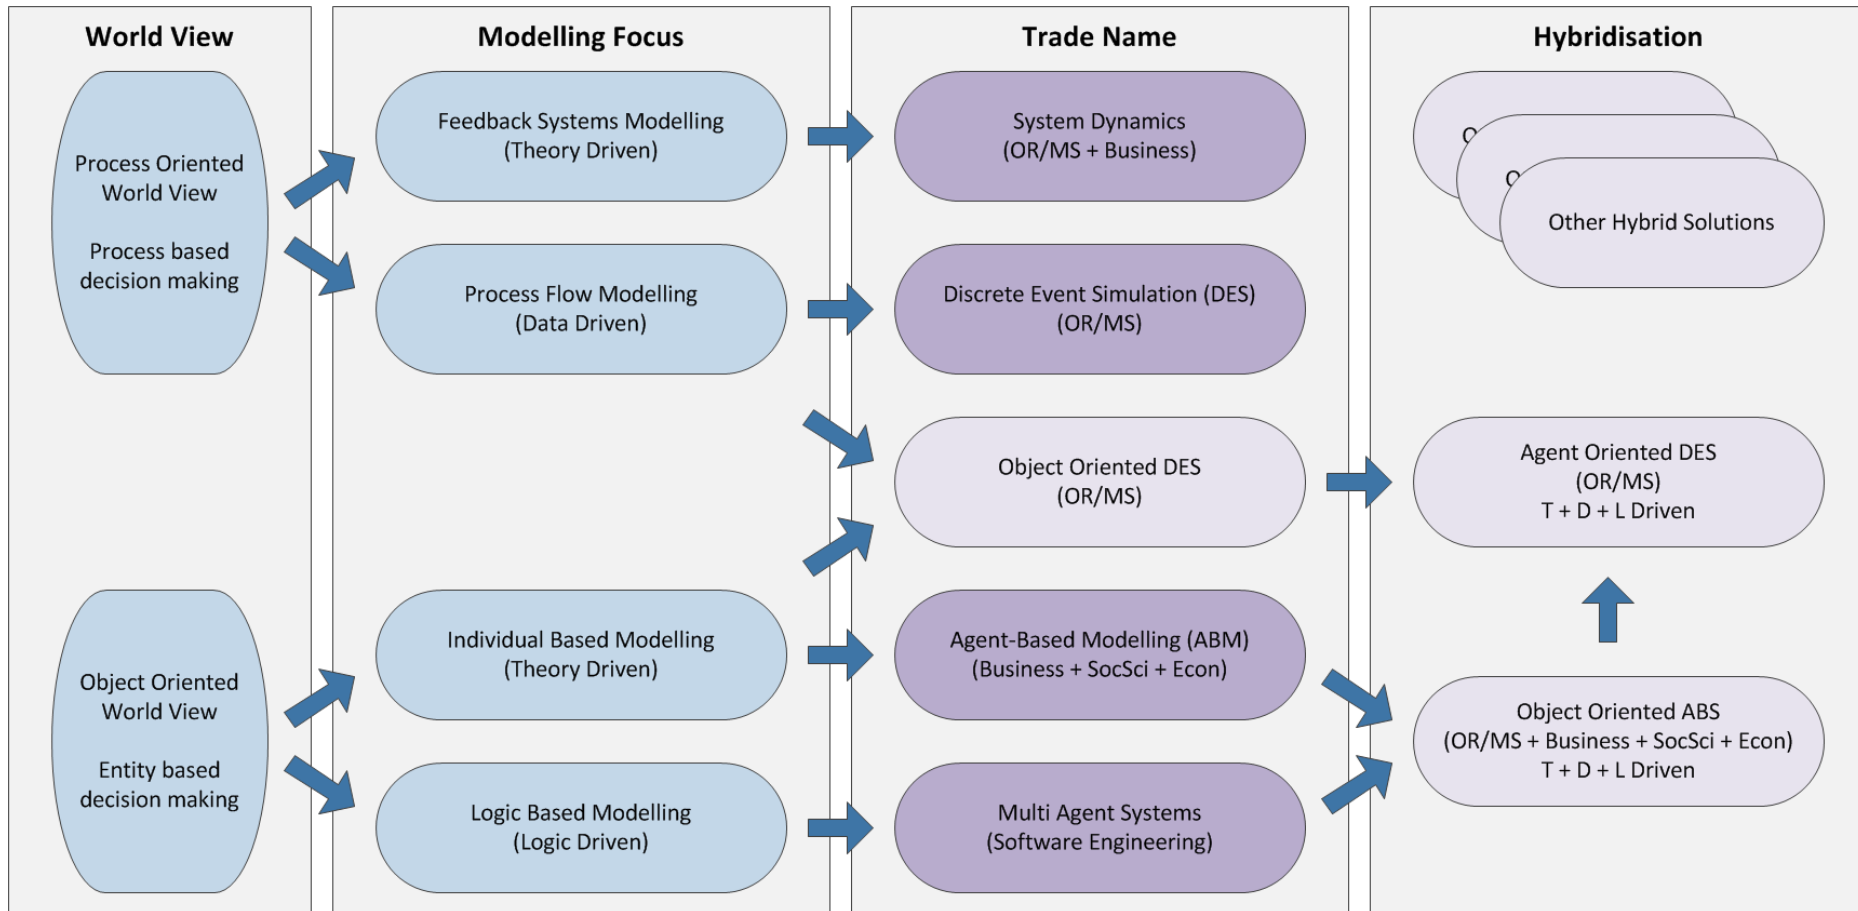 World View
Process Oriented
World View
Process based
decision making
Object Oriented
World View
Entity based
decision making
Modelling Focus
Feedback Systems Modelling
(Theory Driven)
Process Flow Modelling
(Data Driven)
Individual Based Modelling
(Theory Driven)
Logic Based Modelling
(Logic Driven)
Trade Name
System Dynamics
(OR/MS + Business)
Discrete Event Simulation (DES)
(OR/MS)
Object Oriented DES
(OR/MS)
Agent-Based Modelling (ABM)
(Business + SocSci + Econ)
Multi Agent Systems
(Software Engineering)
Hybridisation
Other Hybrid Solutions
Agent Oriented DES
(OR/MS)
T + D + L Driven
Object Oriented ABS
(OR/MS + Business + SocSci + Econ)
T + D + L Driven